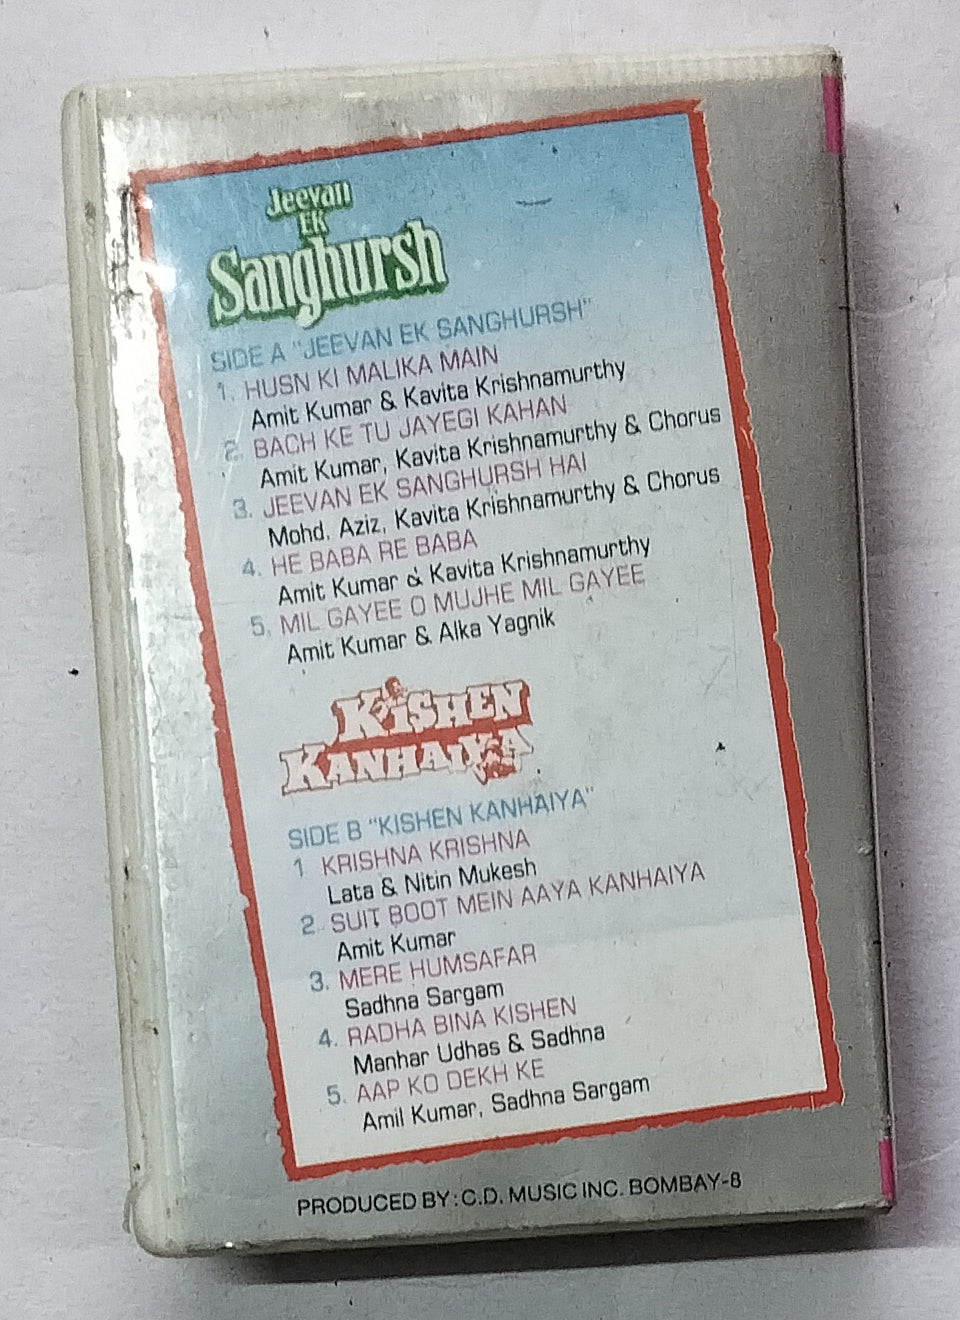 Jeevan
EK
Sanghursh
SIDE A "JEEVAN EK SANGHURSH"
1. HUSN KI MALIKA MAIN
Amit Kumar & Kavita Krishnamurthy
2. BACH KE TU JAYEGI KAHAN
Amit Kumar, Kavita Krishnamurthy & Chorus
3. JEEVAN EK SANGHURSH HAI
Mohd. Aziz, Kavita Krishnamurthy & Chorus
4. HE BABA RE BABA
Amit Kumar & Kavita Krishnamurthy
5. MIL GAYEE O MUJHE MIL GAYEE
Amit Kumar & Alka Yagnik
KISHEN
KANHAIYA
SIDE B "KISHEN KANHAIYA"
1 KRISHNA KRISHNA
Lata & Nitin Mukesh
2 SUIT BOOT MEIN AAYA KANHAIYA
Amit Kumar
3. MERE HUMSAFAR
Sadhna Sargam
4. RADHA BINA KISHEN
Manhar Udhas & Sadhna
5. AAP KO DEKH KE
Amil Kumar, Sadhna Sargam
PRODUCED BY : C.D. MUSIC INC. BOMBAY-8